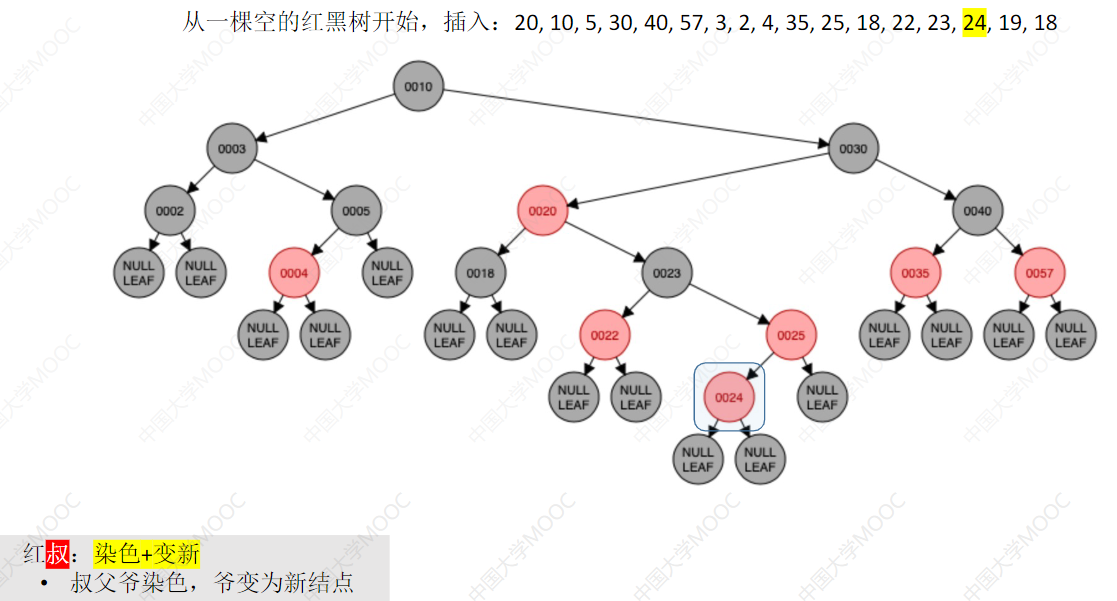 从一棵空的红黑树开始，插入：20, 10, 5, 30, 40, 57, 3, 2, 4, 35, 25, 18, 22, 23, 24, 19, 18
0010
0003
0030
0002
0005
0020
0040
NULL LEAF
NULL LEAF
0004
NULL LEAF
0018
0023
0035
0057
NULL LEAF
NULL LEAF
NULL LEAF
NULL LEAF
0022
0025
NULL LEAF
NULL LEAF
NULL LEAF
NULL LEAF
NULL LEAF
NULL LEAF
0024
NULL LEAF
NULL LEAF
NULL LEAF
红叔：染色+变新
• 叔父爷染色，爷变为新结点
中国大学MOOC